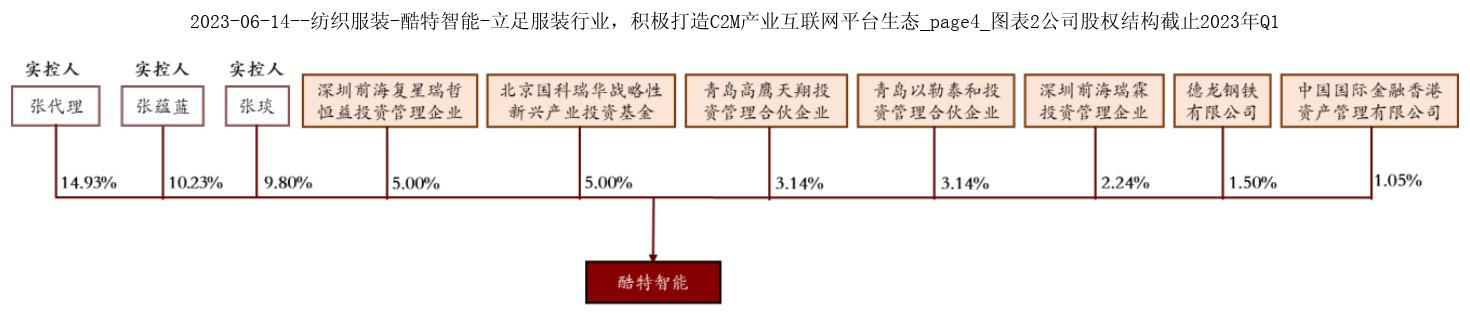 2023-06-14--纺织服装-酷特智能-立足服装行业，积极打造C2M产业互联网平台生态_page4_图表2公司股权结构截止2023年Q1
实控人
实控人
实控人
张代理
张蕴蓝
张琰
深圳前海复星瑞哲
恒益投资管理企业
北京国科瑞华战略性
新兴产业投资基金
青岛高鹰天翔投
资管理合伙企业
青岛以勒泰和投
资管理合伙企业
深圳前海瑞霖
投资管理企业
德龙钢铁
有限公司
中国国际金融香港
资产管理有限公司
14.93%
10.23%
9.80%
5.00%
5.00%
3.14%
3.14%
2.24%
1.50%
1.05%
酷特智能